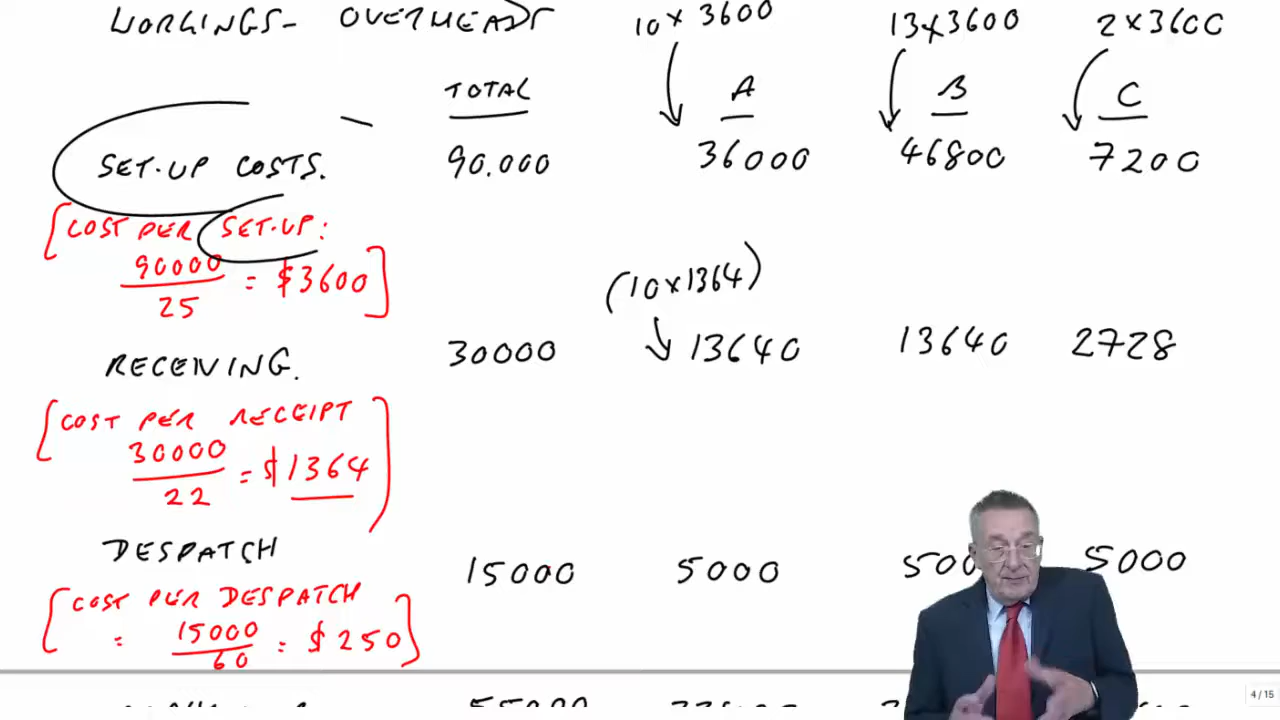 WORKINGS - OVERHEADS 10 x 3600 13 x 3600 2 x 3600
TOTAL A B C
SET-UP COSTS. 90.000 36000 46800 7200
[COST PER SET-UP:
90000
25
= $3600]
(10 x 1364)
RECEIVING. 30000 13640 13640 2728
[COST PER RECEIPT
30000
22
= $1364]
DESPATCH 15000 5000 5000
[COST PER DESPATCH
= 15000
60
= $250]
4 / 15